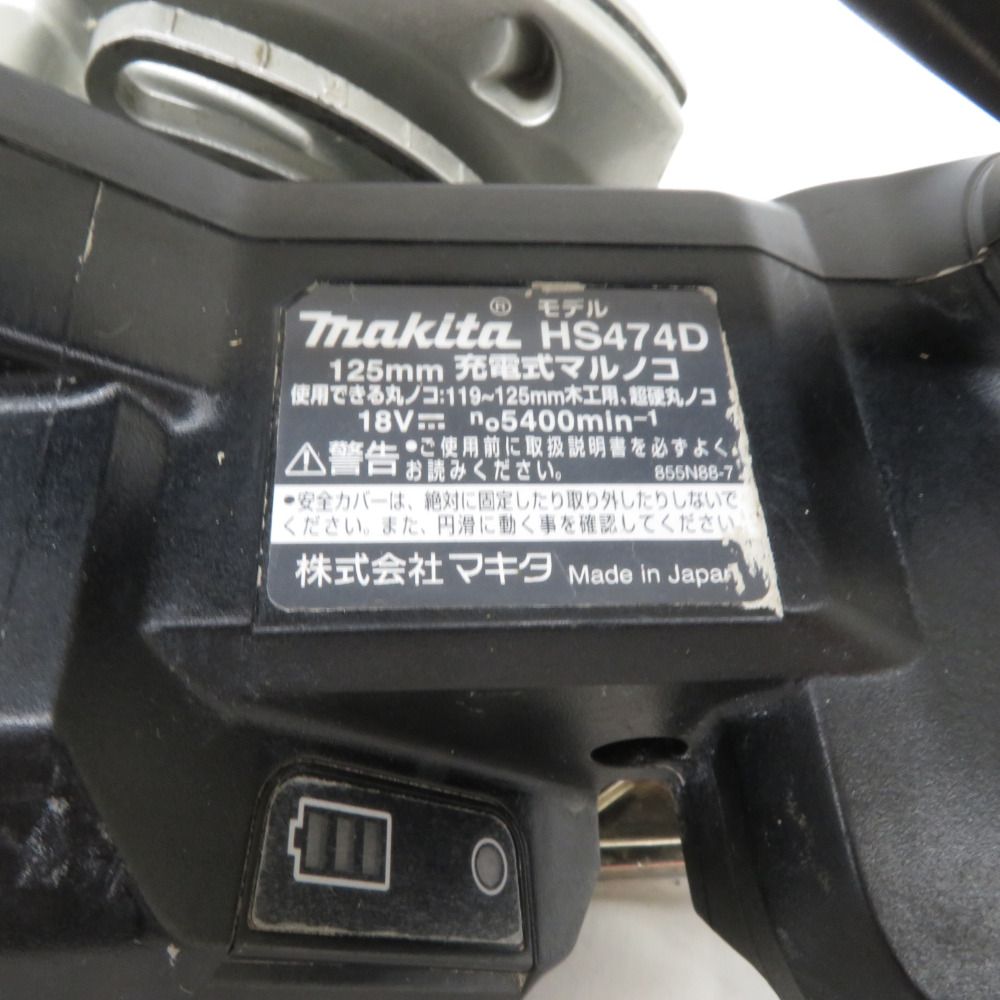 makita® モデル HS474D
125mm 充電式マルノコ
使用できる丸ノコ:119~125mm木工用、超硬丸ノコ
18V⎓ n₀5400min⁻¹
⚠警告 •ご使用前に取扱説明書を必ずよく
お読みください。 855N88-7
•安全カバーは、絶対に固定したり取り外したりしないで
ください。また、円滑に動く事を確認してください
株式会社マキタ Made in Japan